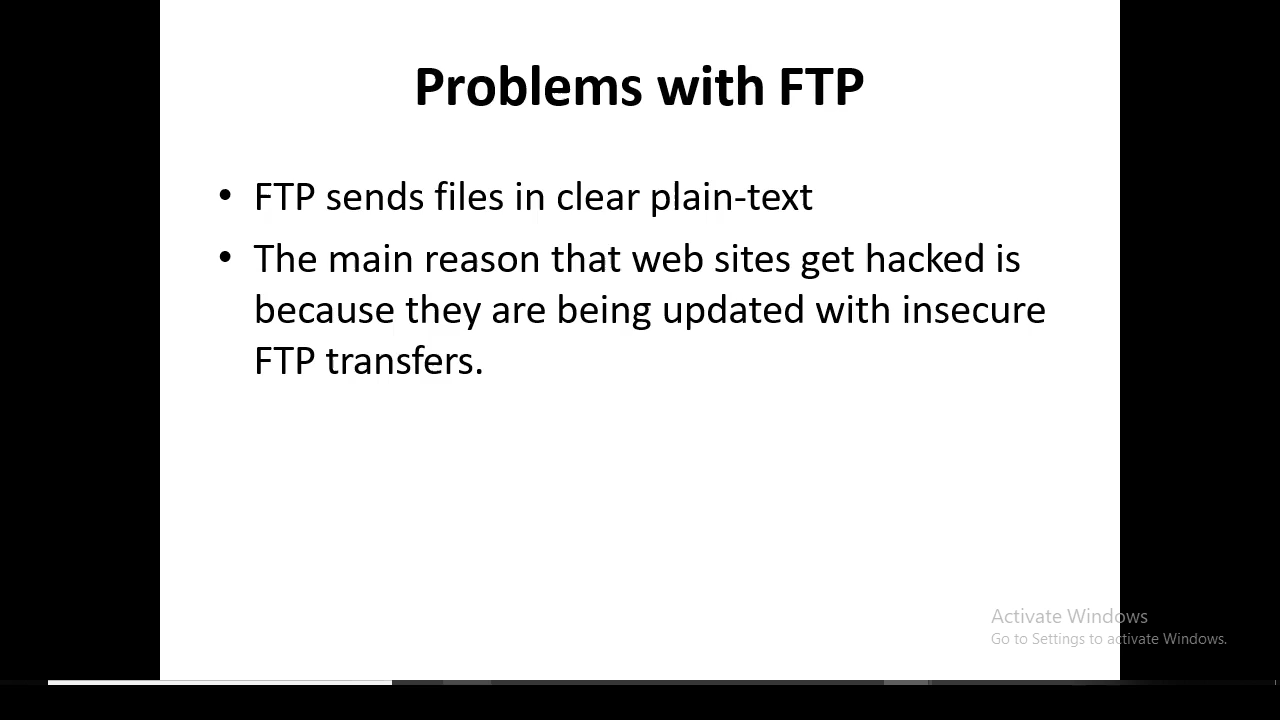 Problems with FTP
• FTP sends files in clear plain-text
• The main reason that web sites get hacked is
because they are being updated with insecure
FTP transfers.
Activate Windows
Go to Settings to activate Windows.